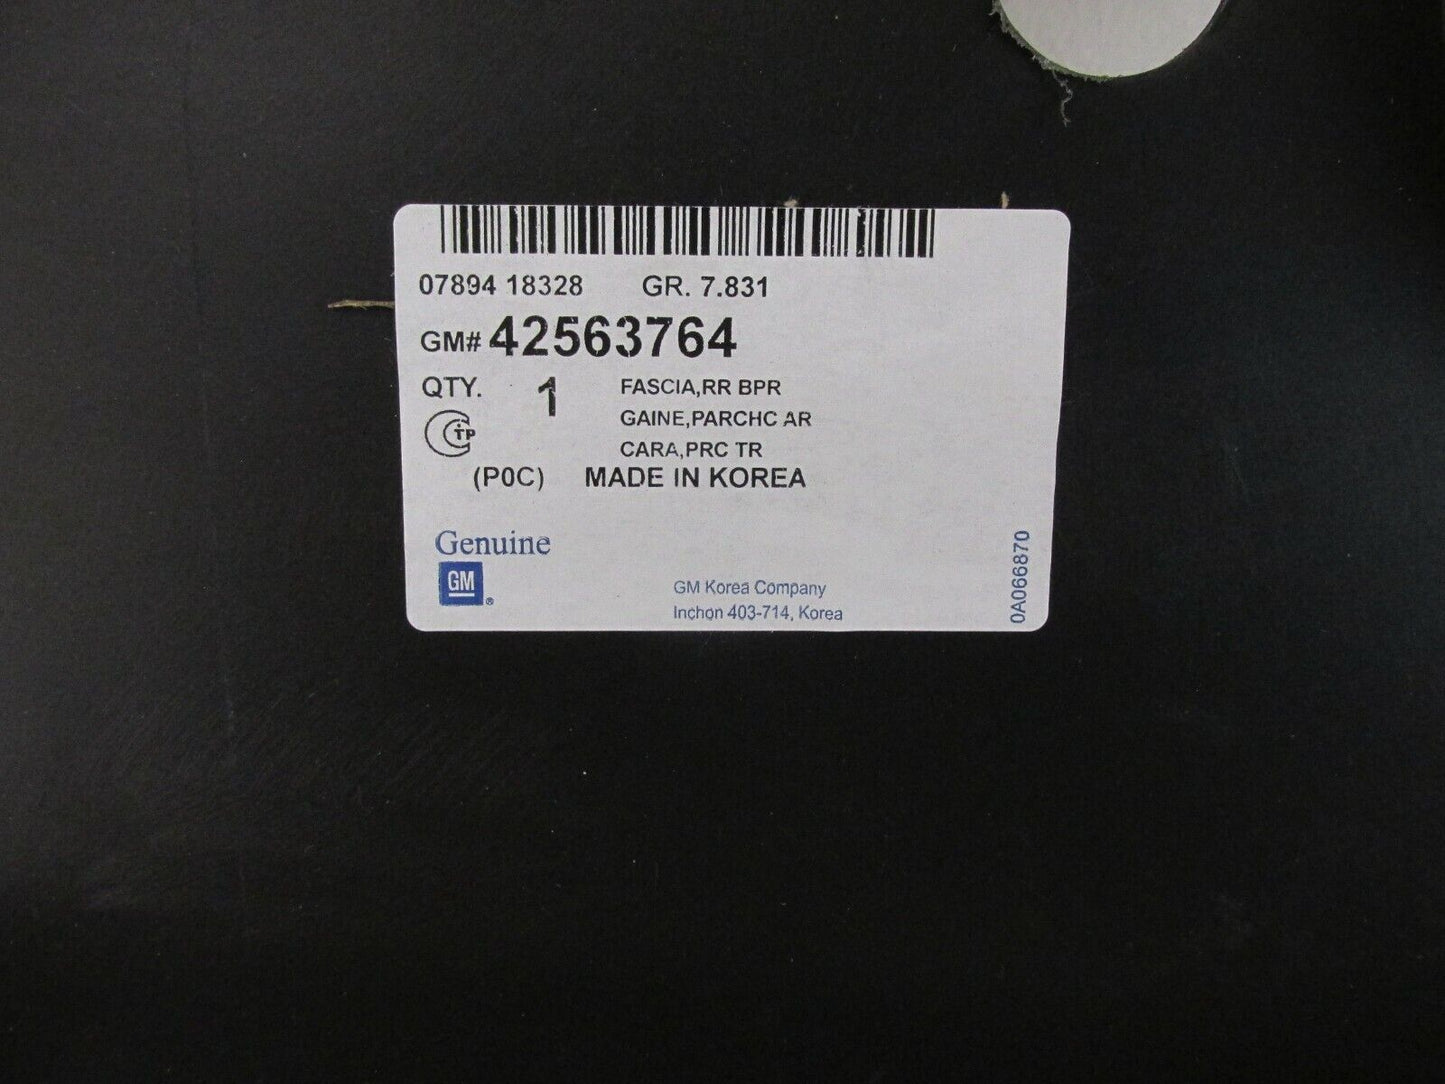 07894 18328 GR. 7.831
GM# 42563764
QTY. 1 FASCIA,RR BPR
GAINE,PARCHC AR
TP
CARA,PRC TR
(P0C) MADE IN KOREA
Genuine
GM®
GM Korea Company
Inchon 403-714, Korea
0A066870